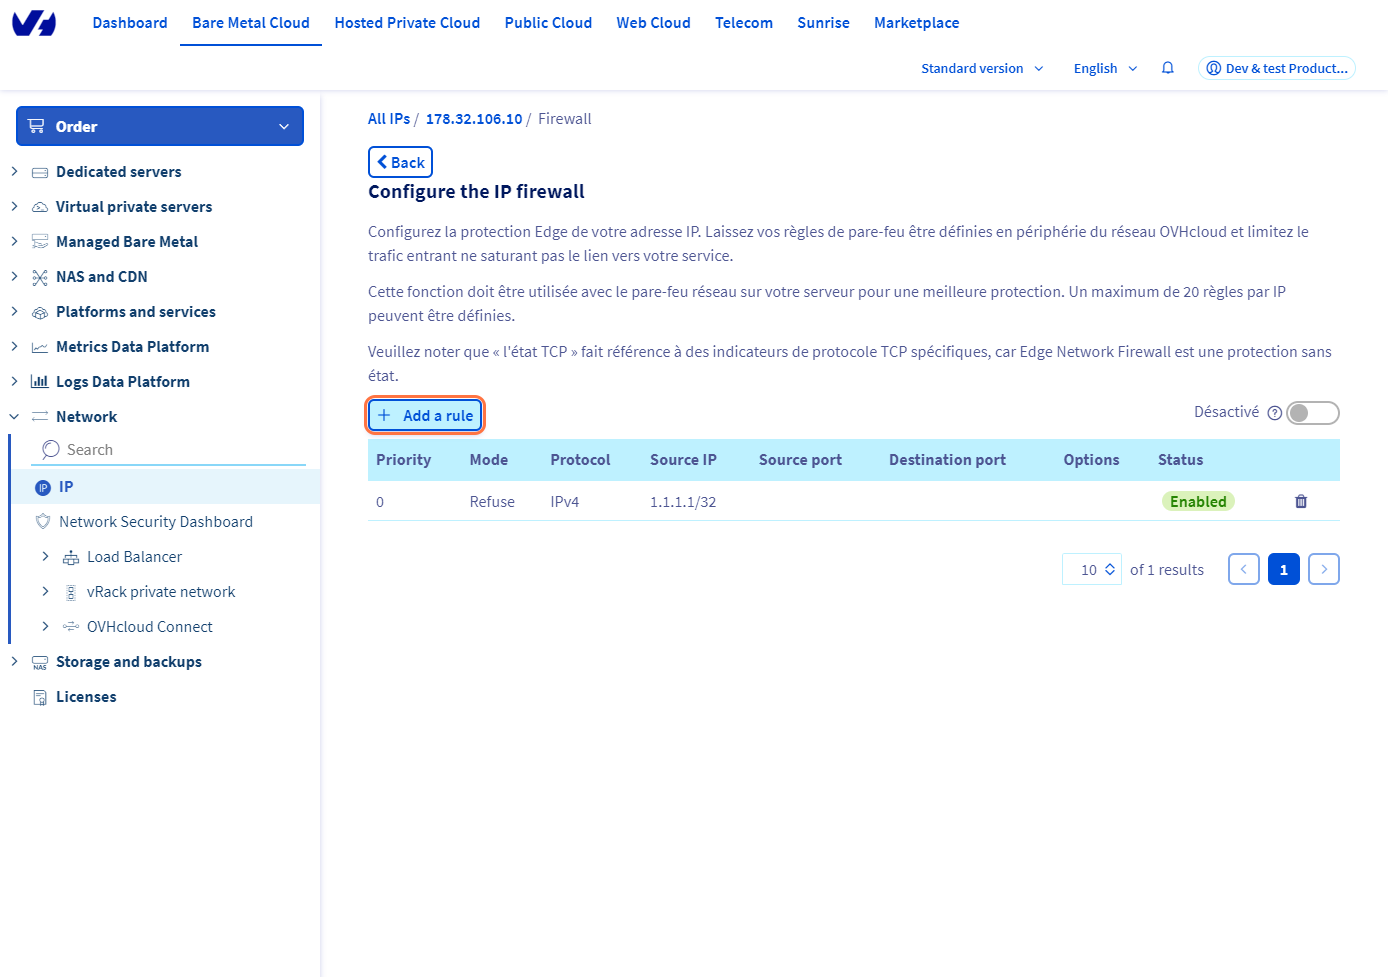 Dashboard Bare Metal Cloud Hosted Private Cloud Public Cloud Web Cloud Telecom Sunrise Marketplace
Standard version English Dev & test Product...
Order
Dedicated servers
Virtual private servers
Managed Bare Metal
NAS and CDN
Platforms and services
Metrics Data Platform
Logs Data Platform
Network
Search
IP IP
Network Security Dashboard
Load Balancer
vRack private network
OVHcloud Connect
NAS Storage and backups
Licenses
All IPs / 178.32.106.10 / Firewall
Back
Configure the IP firewall
Configurez la protection Edge de votre adresse IP. Laissez vos règles de pare-feu être définies en périphérie du réseau OVHcloud et limitez le
trafic entrant ne saturant pas le lien vers votre service.
Cette fonction doit être utilisée avec le pare-feu réseau sur votre serveur pour une meilleure protection. Un maximum de 20 règles par IP
peuvent être définies.
Veuillez noter que « l'état TCP » fait référence à des indicateurs de protocole TCP spécifiques, car Edge Network Firewall est une protection sans
état.
+ Add a rule
Désactivé ?
Priority Mode Protocol Source IP Source port Destination port Options Status
0 Refuse IPv4 1.1.1.1/32 Enabled
10 of 1 results < 1 >